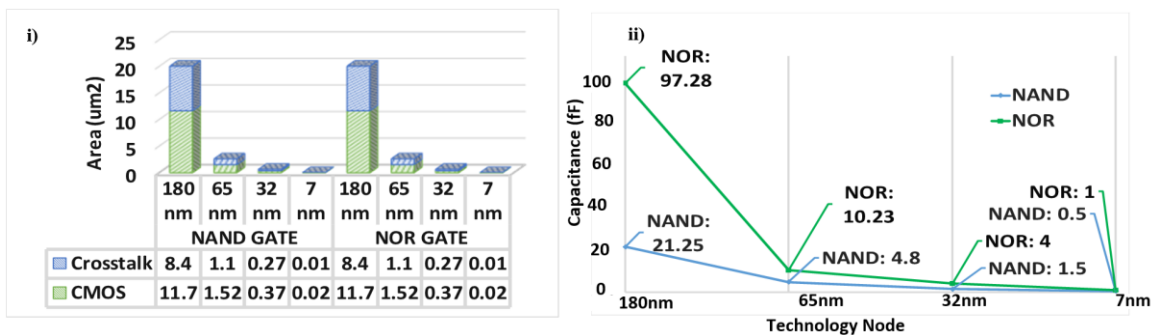 i)
Area (um2)
25
20
15
10
5
0
180 nm 65 nm 32 nm 7 nm 180 nm 65 nm 32 nm 7 nm
NAND GATE NOR GATE
Crosstalk 8.4 1.1 0.27 0.01 8.4 1.1 0.27 0.01
CMOS 11.7 1.52 0.37 0.02 11.7 1.52 0.37 0.02
ii)
Capacitance (fF)
100
80
60
40
20
0
NOR:
97.28
NAND
NOR
NAND:
21.25
NOR:
10.23
NAND: 4.8
NOR: 1
NAND: 0.5
NOR: 4
NAND: 1.5
180nm 65nm 32nm 7nm
Technology Node